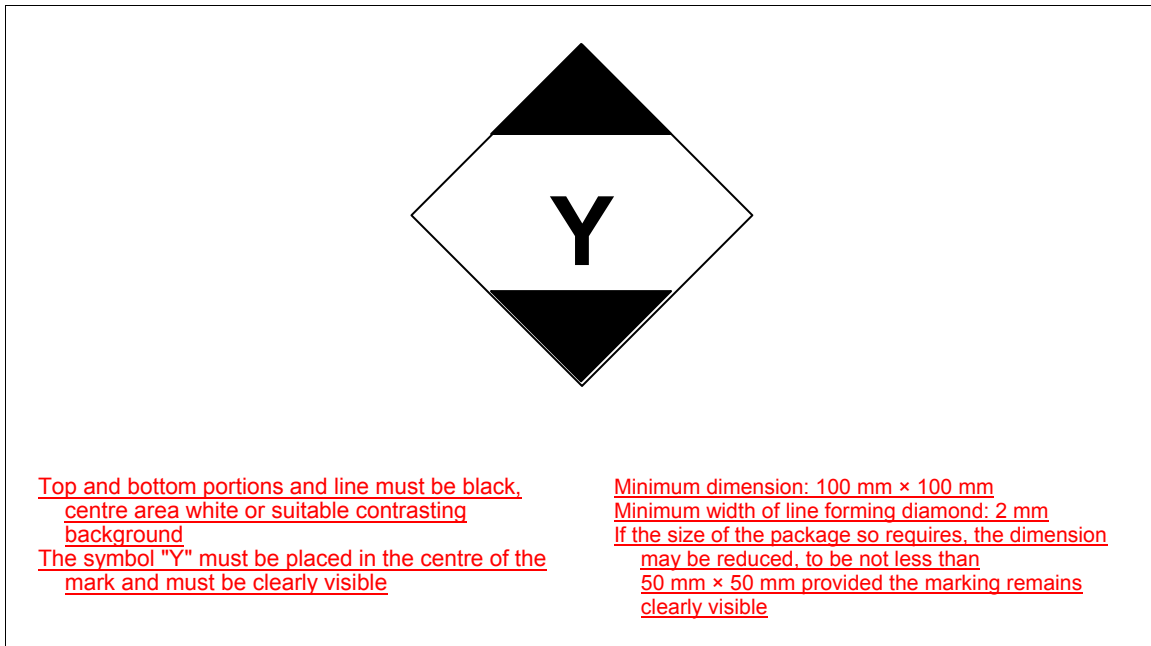 Y
Top and bottom portions and line must be black,
centre area white or suitable contrasting
background
The symbol "Y" must be placed in the centre of the
mark and must be clearly visible
Minimum dimension: 100 mm × 100 mm
Minimum width of line forming diamond: 2 mm
If the size of the package so requires, the dimension
may be reduced, to be not less than
50 mm × 50 mm provided the marking remains
clearly visible